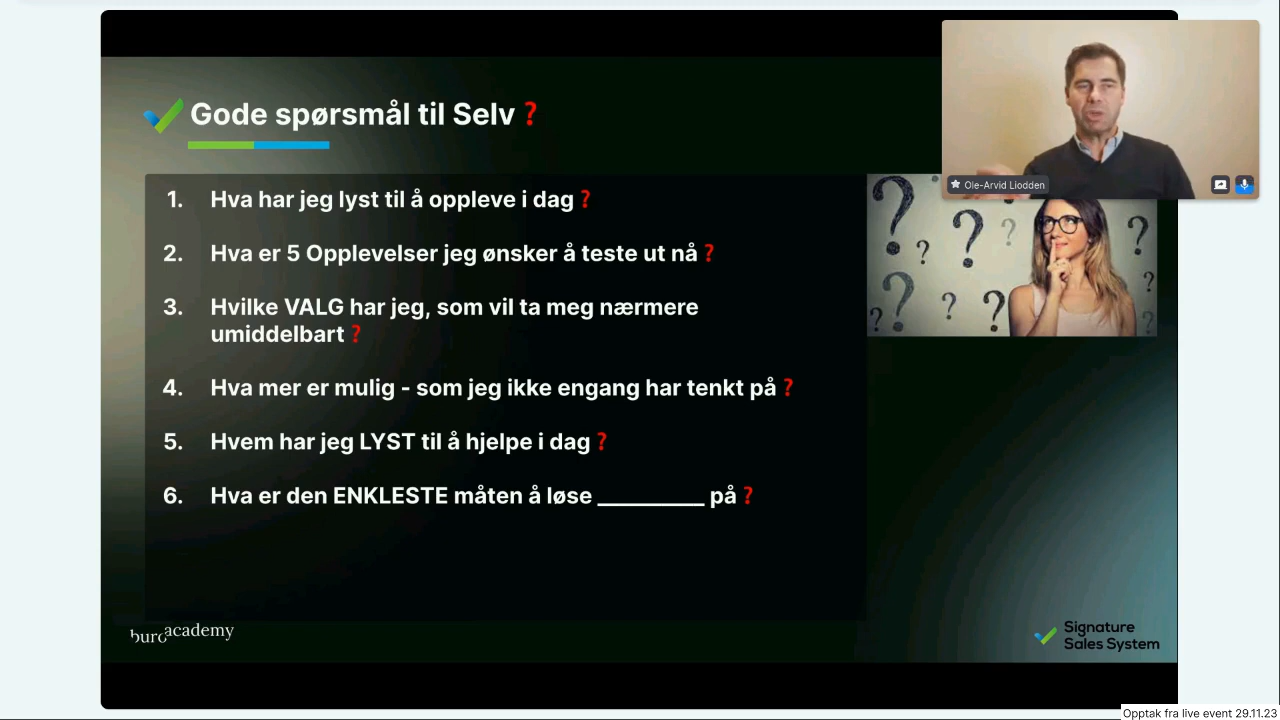 Gode spørsmål til Selv ?
Ole-Arvid Liodden
1. Hva har jeg lyst til å oppleve i dag ?
2. Hva er 5 Opplevelser jeg ønsker å teste ut nå ?
3. Hvilke VALG har jeg, som vil ta meg nærmere
umiddelbart ?
4. Hva mer er mulig - som jeg ikke engang har tenkt på ?
5. Hvem har jeg LYST til å hjelpe i dag ?
6. Hva er den ENKLESTE måten å løse _________ på ?
buro academy
Signature
Sales System
Opptak fra live event 29.11.23